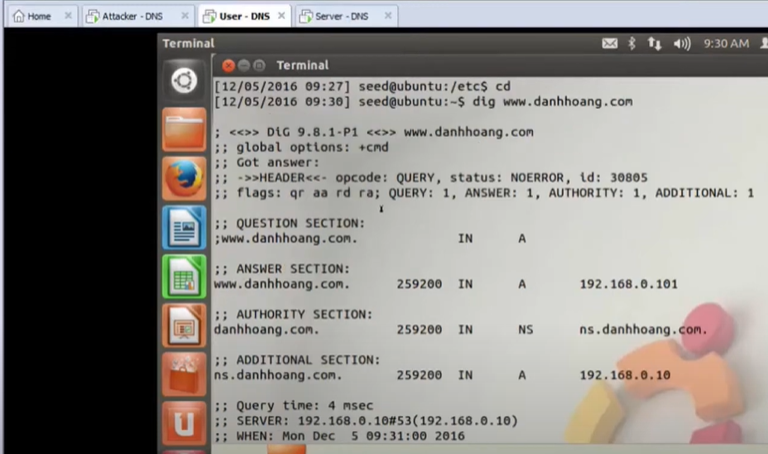 Home
Attacker - DNS
User - DNS
Server - DNS
Terminal
9:30 AM
Terminal
[12/05/2016 09:27] seed@ubuntu:/etc$ cd
[12/05/2016 09:30] seed@ubuntu:~$ dig www.danhhoang.com
; <<>> DiG 9.8.1-P1 <<>> www.danhhoang.com
;; global options: +cmd
;; Got answer:
;; ->>HEADER<<- opcode: QUERY, status: NOERROR, id: 30805
;; flags: qr aa rd ra; QUERY: 1, ANSWER: 1, AUTHORITY: 1, ADDITIONAL: 1
;; QUESTION SECTION:
;www.danhhoang.com. IN A
;; ANSWER SECTION:
www.danhhoang.com. 259200 IN A 192.168.0.101
;; AUTHORITY SECTION:
danhhoang.com. 259200 IN NS ns.danhhoang.com.
;; ADDITIONAL SECTION:
ns.danhhoang.com. 259200 IN A 192.168.0.10
;; Query time: 4 msec
;; SERVER: 192.168.0.10#53(192.168.0.10)
;; WHEN: Mon Dec 5 09:31:00 2016